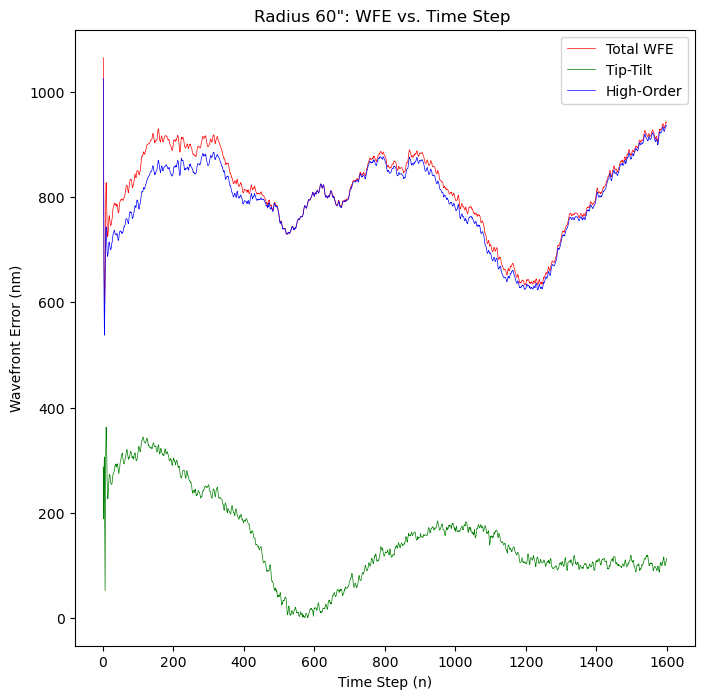 Radius 60": WFE vs. Time Step
Total WFE
Tip-Tilt
High-Order
Wavefront Error (nm)
1000
800
600
400
200
0
0 200 400 600 800 1000 1200 1400 1600
Time Step (n)